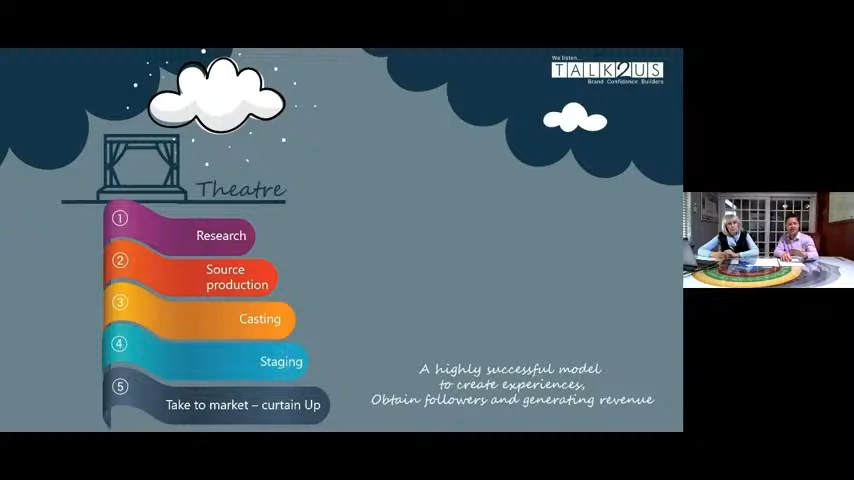 We listen...
TALK2US
Brand Confidence Builders
Theatre
1
Research
2
Source
production
3
Casting
4
Staging
5
Take to market – curtain Up
A highly successful model
to create experiences,
Obtain followers and generating revenue